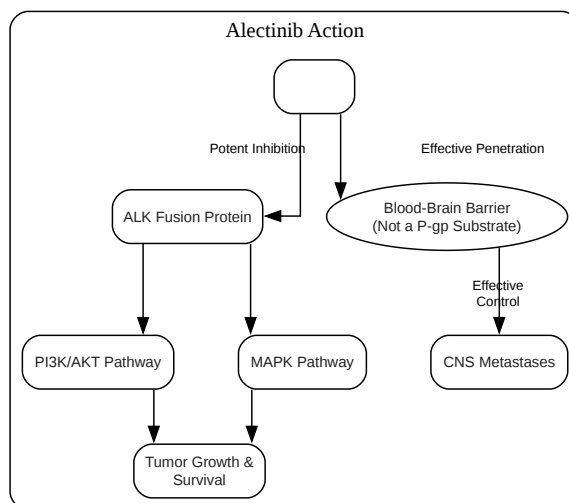 Alectinib Action
Potent Inhibition
Effective Penetration
ALK Fusion Protein
Blood-Brain Barrier
(Not a P-gp Substrate)
Effective
Control
PI3K/AKT Pathway
MAPK Pathway
CNS Metastases
Tumor Growth &
Survival